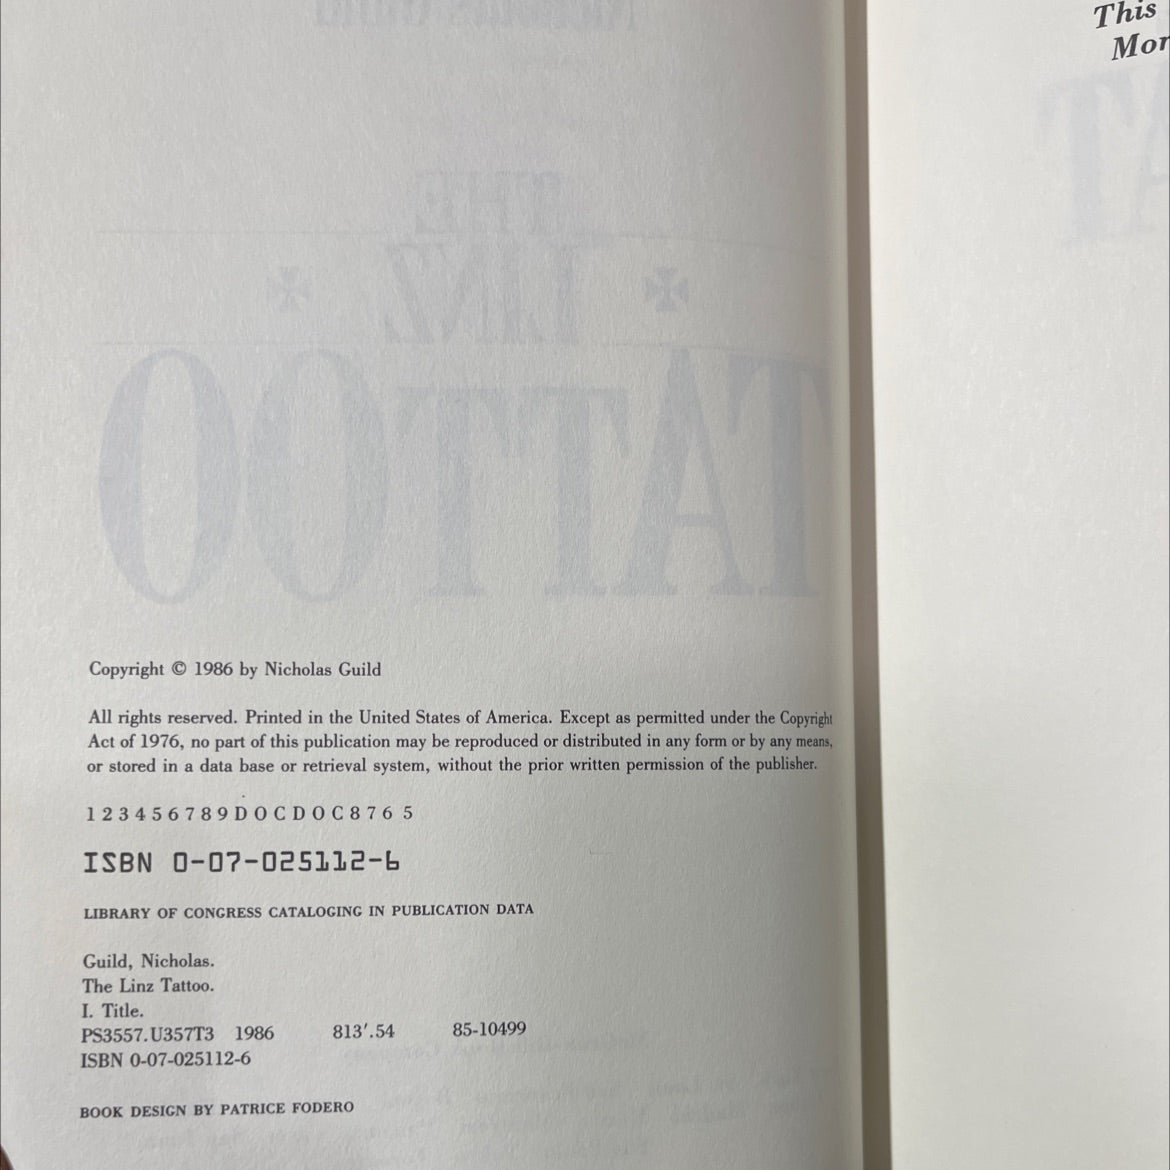 This
Mor
THE
LINZ
TATTOO
Copyright © 1986 by Nicholas Guild
All rights reserved. Printed in the United States of America. Except as permitted under the Copyright
Act of 1976, no part of this publication may be reproduced or distributed in any form or by any means,
or stored in a data base or retrieval system, without the prior written permission of the publisher.
1 2 3 4 5 6 7 8 9 D O C D O C 8 7 6 5
ISBN 0-07-025112-6
LIBRARY OF CONGRESS CATALOGING IN PUBLICATION DATA
Guild, Nicholas.
The Linz Tattoo.
I. Title.
PS3557.U357T3 1986 813′.54 85-10499
ISBN 0-07-025112-6
BOOK DESIGN BY PATRICE FODERO